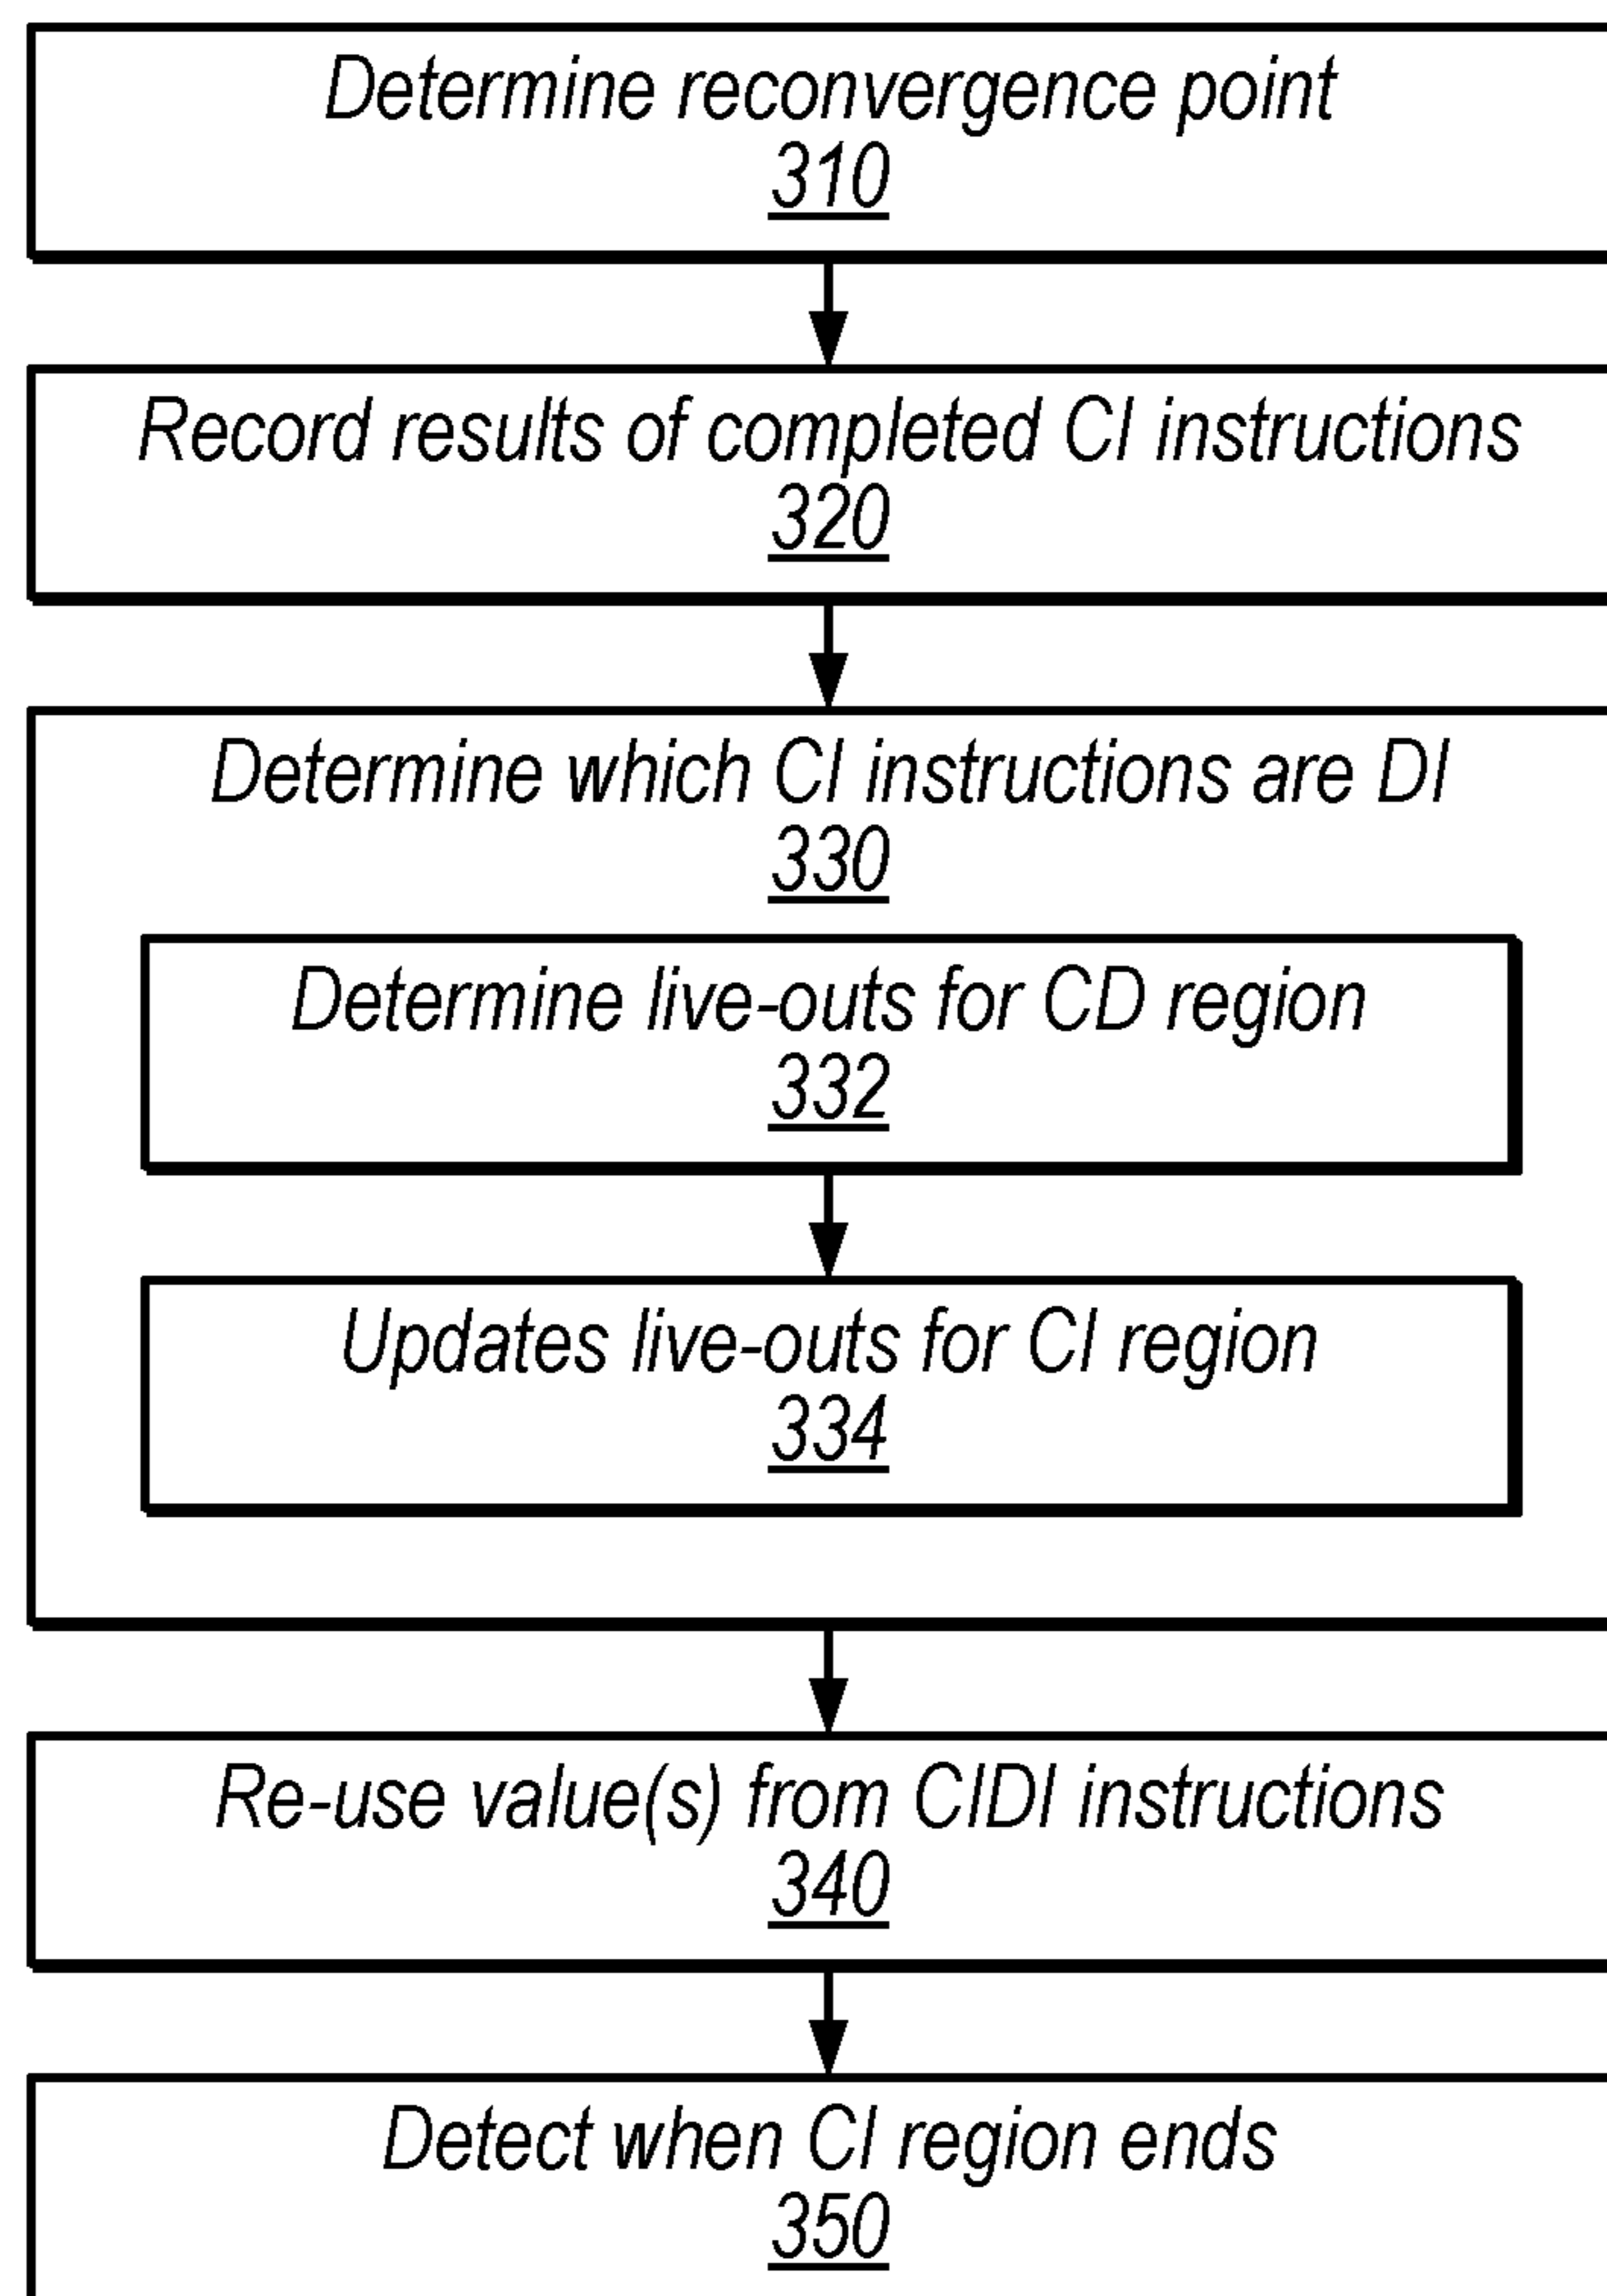 Determine reconvergence point
310
Record results of completed CI instructions
320
Determine which CI instructions are DI
330
Determine live-outs for CD region
332
Updates live-outs for CI region
334
Re-use value(s) from CIDI instructions
340
Detect when CI region ends
350